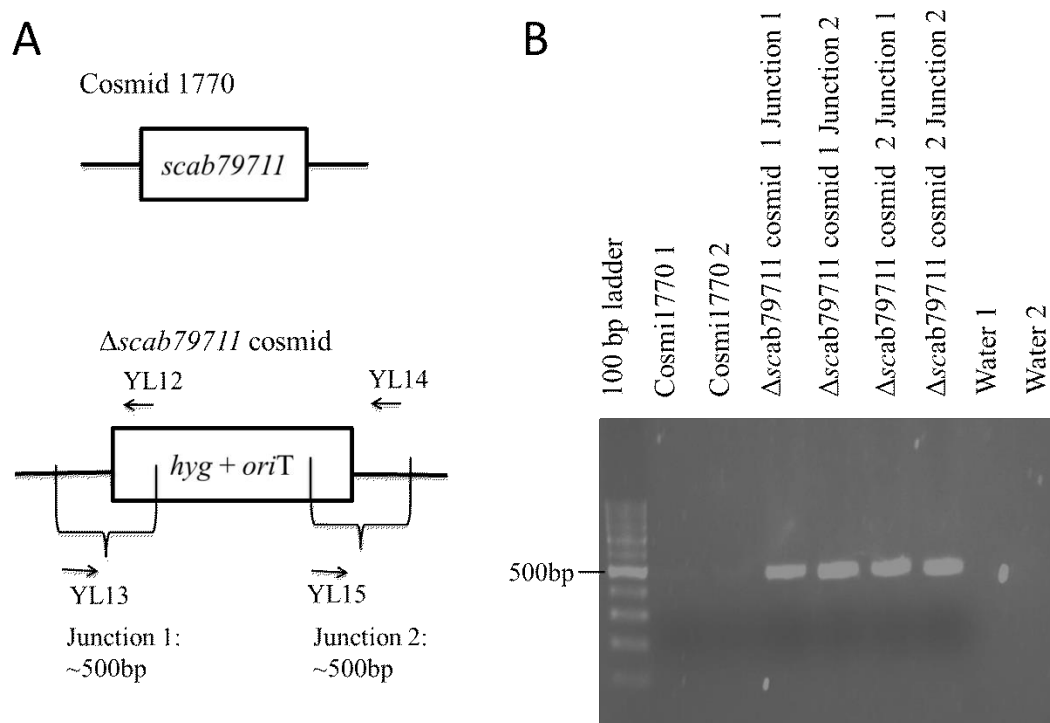 A
Cosmid 1770
scab79711
Δscab79711 cosmid
YL12
YL14
hyg + oriT
YL13
YL15
Junction 1:
~500bp
Junction 2:
~500bp
B
100 bp ladder
Cosmi1770 1
Cosmi1770 2
Δscab79711 cosmid 1 Junction 1
Δscab79711 cosmid 1 Junction 2
Δscab79711 cosmid 2 Junction 1
Δscab79711 cosmid 2 Junction 2
Water 1
Water 2
500bp